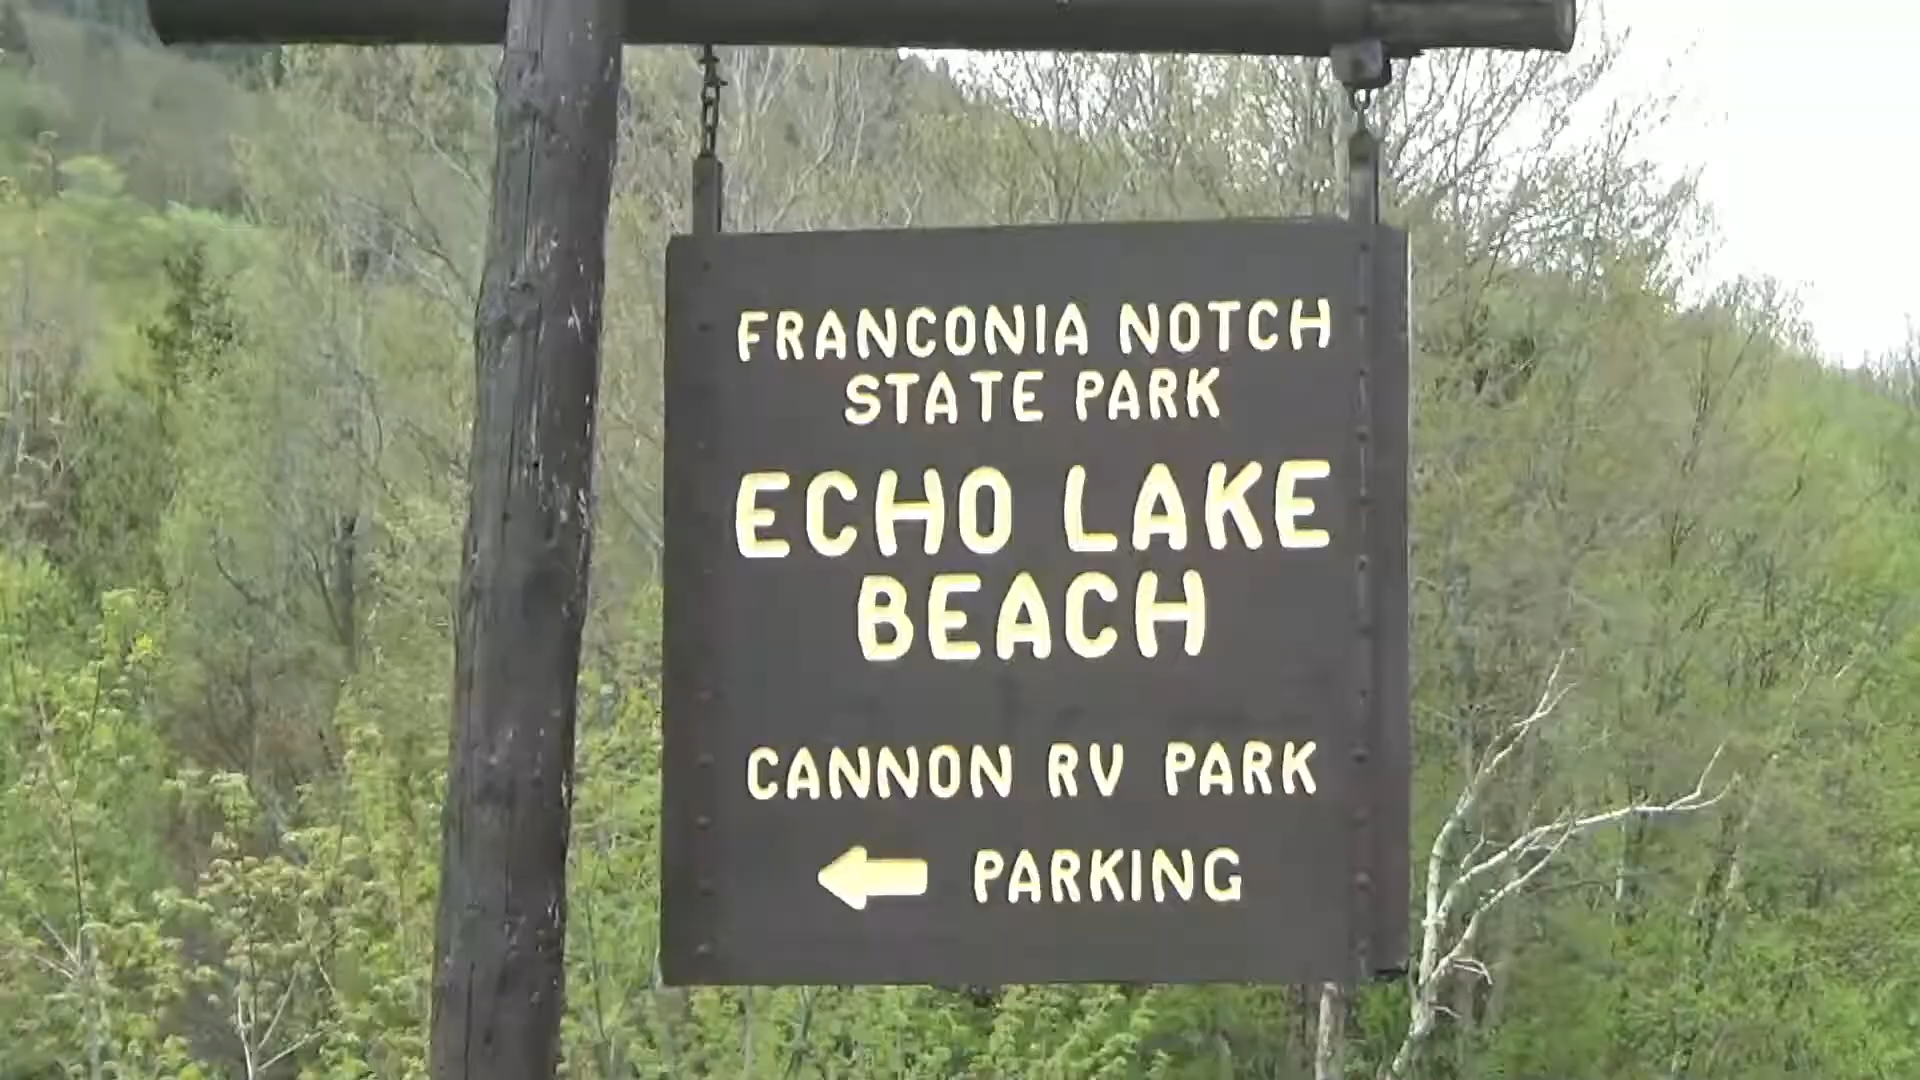 FRANCONIA NOTCH
STATE PARK
ECHO LAKE
BEACH
CANNON RV PARK
PARKING